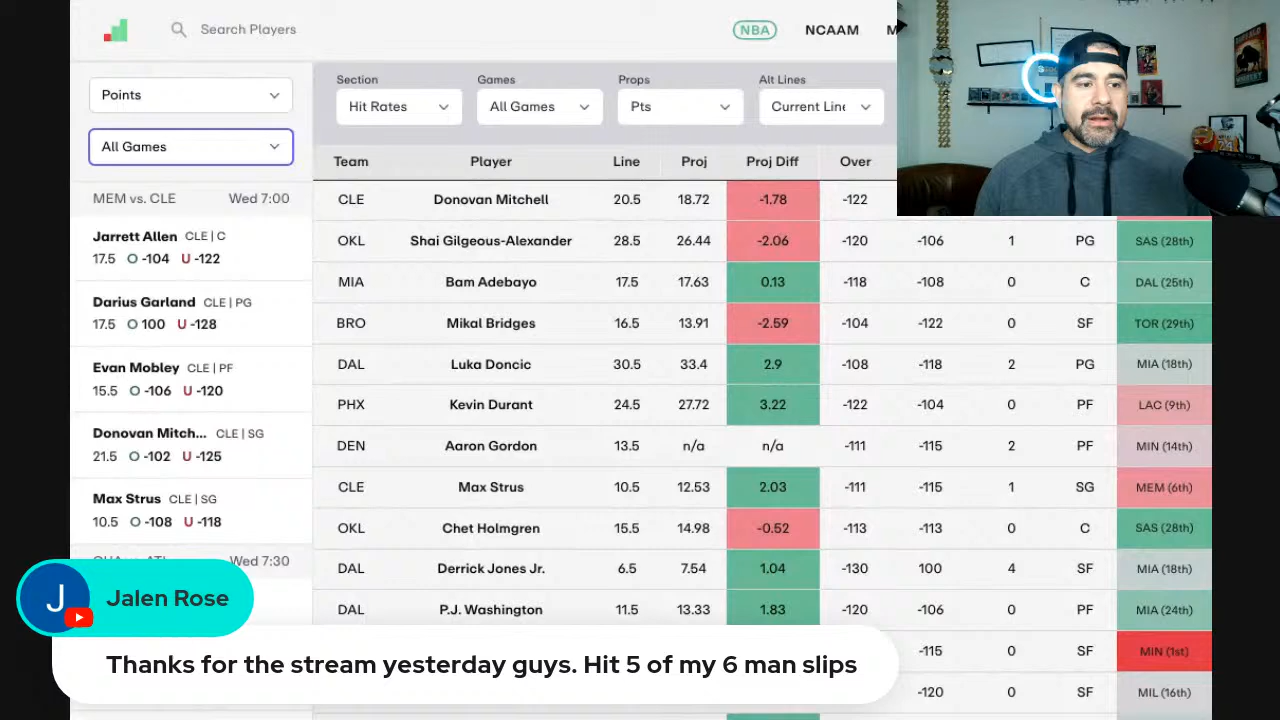 Search Players
NBA
NCAAM
M
Points
All Games
Section
Games
Props
Alt Lines
Hit Rates
All Games
Pts
Current Line
Team Player Line Proj Proj Diff Over
MEM vs. CLE Wed 7:00
Jarrett Allen CLE | C
17.5 O -104 U -122
Darius Garland CLE | PG
17.5 O 100 U -128
Evan Mobley CLE | PF
15.5 O -106 U -120
Donovan Mitch... CLE | SG
21.5 O -102 U -125
Max Strus CLE | SG
10.5 O -108 U -118
Wed 7:30
CLE Donovan Mitchell 20.5 18.72 -1.78 -122
OKL Shai Gilgeous-Alexander 28.5 26.44 -2.06 -120 -106 1 PG SAS (28th)
MIA Bam Adebayo 17.5 17.63 0.13 -118 -108 0 C DAL (25th)
BRO Mikal Bridges 16.5 13.91 -2.59 -104 -122 0 SF TOR (29th)
DAL Luka Doncic 30.5 33.4 2.9 -108 -118 2 PG MIA (18th)
PHX Kevin Durant 24.5 27.72 3.22 -122 -104 0 PF LAC (9th)
DEN Aaron Gordon 13.5 n/a n/a -111 -115 2 PF MIN (14th)
CLE Max Strus 10.5 12.53 2.03 -111 -115 1 SG MEM (6th)
OKL Chet Holmgren 15.5 14.98 -0.52 -113 -113 0 C SAS (28th)
DAL Derrick Jones Jr. 6.5 7.54 1.04 -130 100 4 SF MIA (18th)
DAL P.J. Washington 11.5 13.33 1.83 -120 -106 0 PF MIA (24th)
-115 0 SF MIN (1st)
-120 0 SF MIL (16th)
J
Jalen Rose
Thanks for the stream yesterday guys. Hit 5 of my 6 man slips